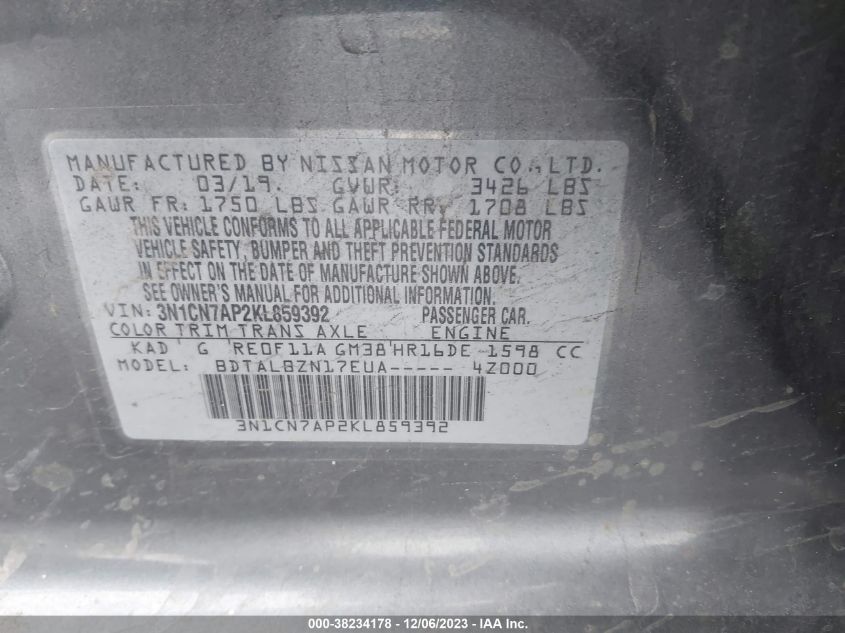 MANUFACTURED BY NISSAN MOTOR CO., LTD.
DATE: 03/19. GVWR: 3426 LBS
GAWR FR: 1750 LBS GAWR RR: 1708 LBS
THIS VEHICLE CONFORMS TO ALL APPLICABLE FEDERAL MOTOR
VEHICLE SAFETY, BUMPER AND THEFT PREVENTION STANDARDS
IN EFFECT ON THE DATE OF MANUFACTURE SHOWN ABOVE.
SEE OWNER'S MANUAL FOR ADDITIONAL INFORMATION.
VIN: 3N1CN7AP2KL859392 PASSENGER CAR.
COLOR TRIM TRANS AXLE ENGINE
KAD G RE0F11A GM38 HR16DE 1598 CC
MODEL: BDTALBZN17EUA----- 4Z000
3N1CN7AP2KL859392
000-38234178 - 12/06/2023 - IAA Inc.